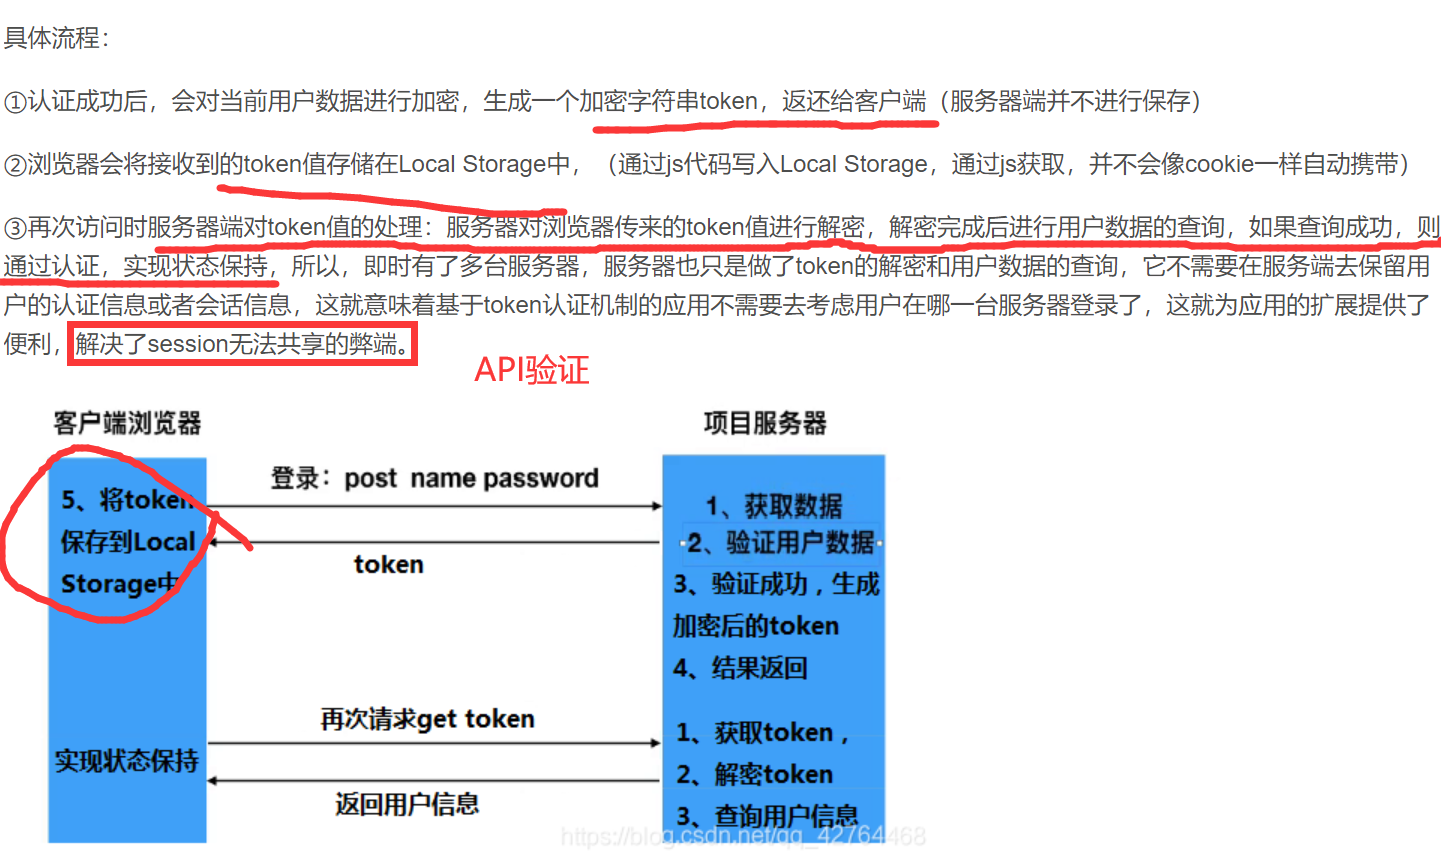 具体流程：
①认证成功后，会对当前用户数据进行加密，生成一个加密字符串token，返还给客户端（服务器端并不进行保存）
②浏览器会将接收到的token值存储在Local Storage中，（通过js代码写入Local Storage，通过js获取，并不会像cookie一样自动携带）
③再次访问时服务器端对token值的处理：服务器对浏览器传来的token值进行解密，解密完成后进行用户数据的查询，如果查询成功，则
通过认证，实现状态保持，所以，即时有了多台服务器，服务器也只是做了token的解密和用户数据的查询，它不需要在服务端去保留用
户的认证信息或者会话信息，这就意味着基于token认证机制的应用不需要去考虑用户在哪一台服务器登录了，这就为应用的扩展提供了
便利，解决了session无法共享的弊端。
API验证
客户端浏览器
项目服务器
登录：post name password
5、将token
保存到Local
Storage中
token
1、获取数据
2、验证用户数据
3、验证成功，生成
加密后的token
4、结果返回
再次请求get token
实现状态保持
返回用户信息
1、获取token，
2、解密token
3、查询用户信息
https://blog.csdn.net/qq_42764468